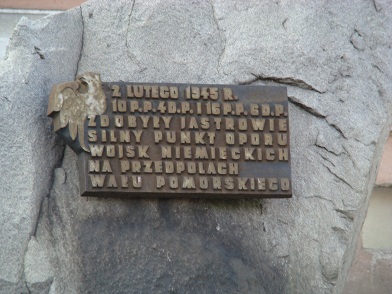 2 LUTEGO 1945 R.
10 P.P. 4 D.P. I 16 P.P. 6 D.P.
ZDOBYŁY JASTROWIE
SILNY PUNKT OPORU
WOJSK NIEMIECKICH
NA PRZEDPOLACH
WAŁU POMORSKIEGO